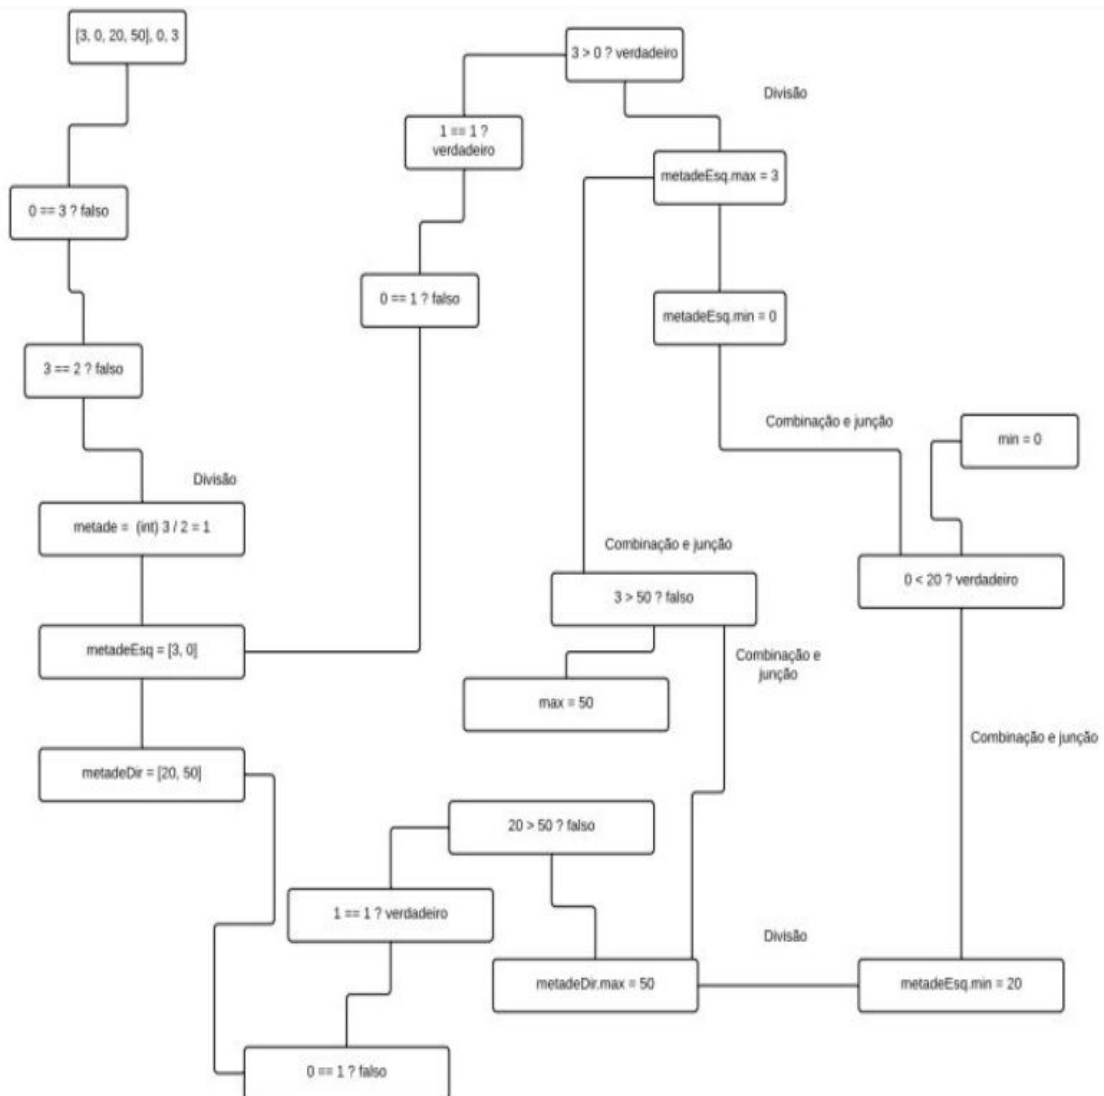 [3, 0, 20, 50], 0, 3
0 == 3 ? falso
3 == 2 ? falso
Divisão
metade = (int) 3 / 2 = 1
metadeEsq = [3, 0]
metadeDir = [20, 50]
3 > 0 ? verdadeiro
1 == 1 ?
verdadeiro
0 == 1 ? falso
Divisão
metadeEsq.max = 3
metadeEsq.min = 0
Combinação e junção
min = 0
0 < 20 ? verdadeiro
Combinação e junção
3 > 50 ? falso
Combinação e
junção
max = 50
Combinação e junção
20 > 50 ? falso
1 == 1 ? verdadeiro
Divisão
metadeDir.max = 50
metadeEsq.min = 20
0 == 1 ? falso